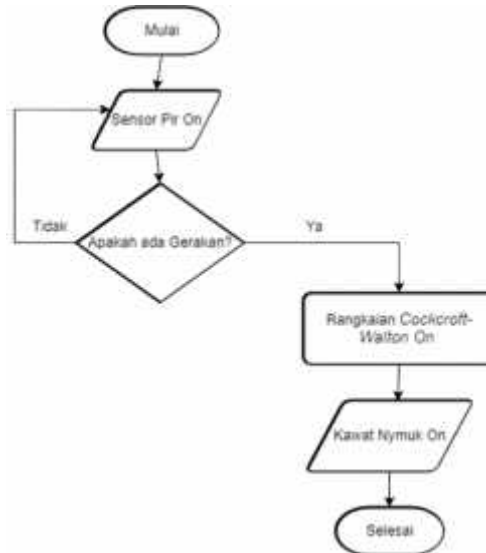 Mulai
Sensor Pir On
Apakah ada Gerakan?
Tidak
Ya
Rangkaian Cockcroft-
Walton On
Kawat Nymuk On
Selesai